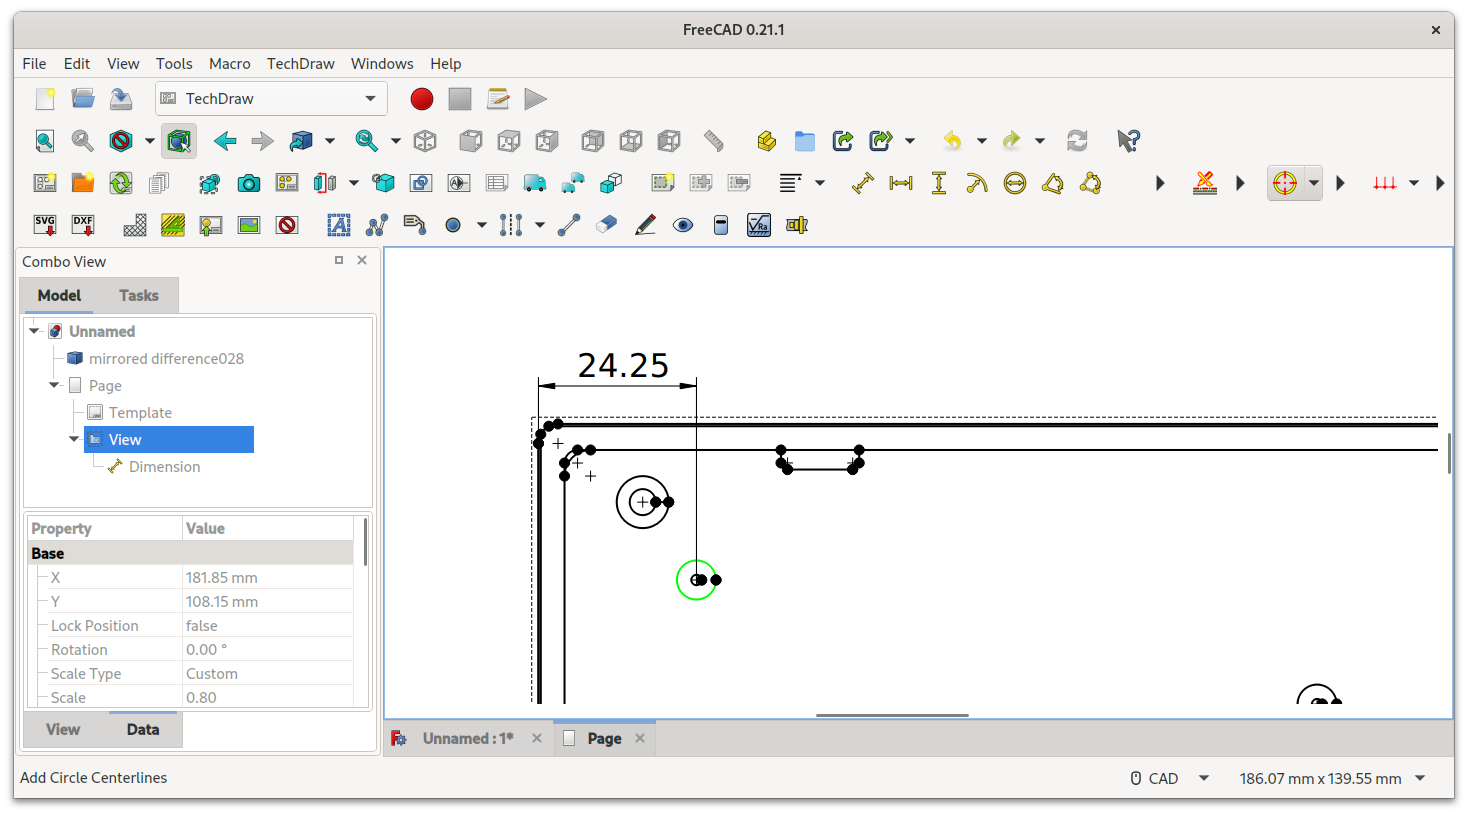 FreeCAD 0.21.1
File Edit View Tools Macro TechDraw Windows Help
TechDraw
SVG DXF A Ra
Combo View
Model Tasks
Unnamed
mirrored difference028
Page
Template
View
Dimension
Property Value
Base
X 181.85 mm
Y 108.15 mm
Lock Position false
Rotation 0.00 °
Scale Type Custom
Scale 0.80
View Data
24.25
Unnamed : 1* Page
Add Circle Centerlines
CAD 186.07 mm x 139.55 mm